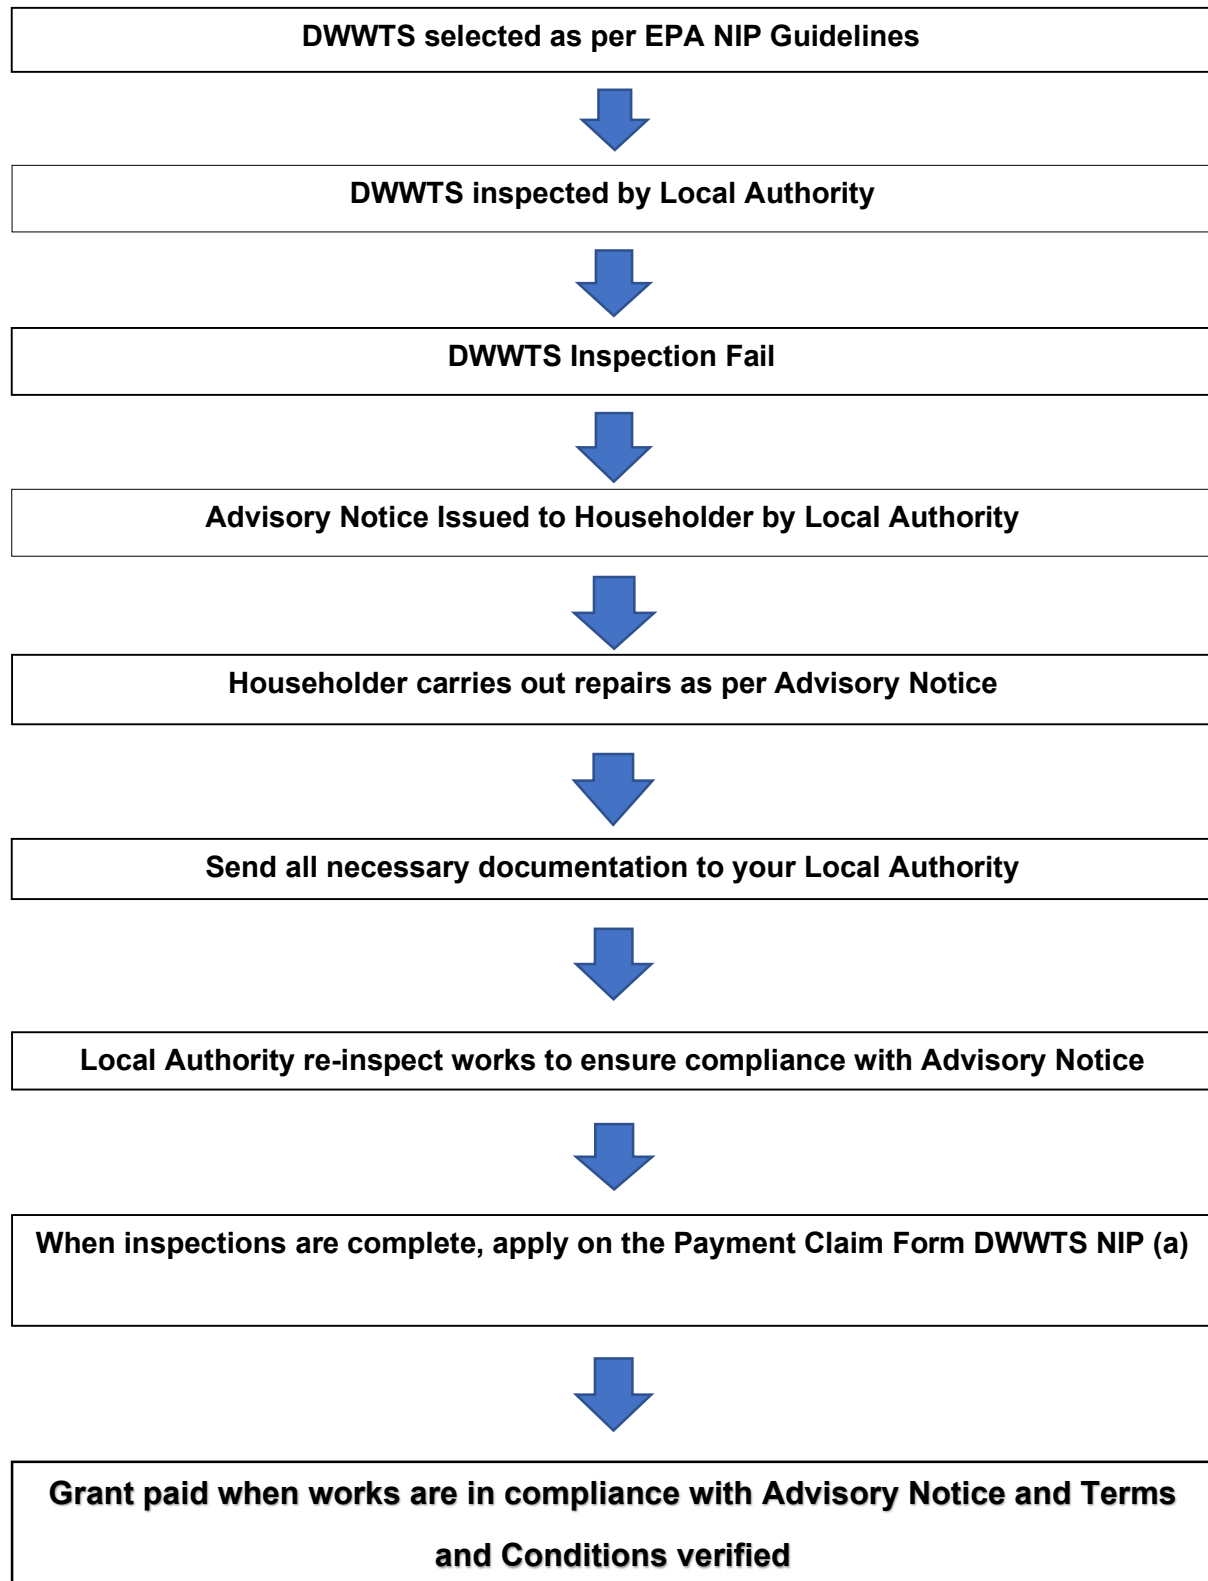 DWWTS selected as per EPA NIP Guidelines
DWWTS inspected by Local Authority
DWWTS Inspection Fail
Advisory Notice Issued to Householder by Local Authority
Householder carries out repairs as per Advisory Notice
Send all necessary documentation to your Local Authority
Local Authority re-inspect works to ensure compliance with Advisory Notice
When inspections are complete, apply on the Payment Claim Form DWWTS NIP (a)
Grant paid when works are in compliance with Advisory Notice and Terms
and Conditions verified